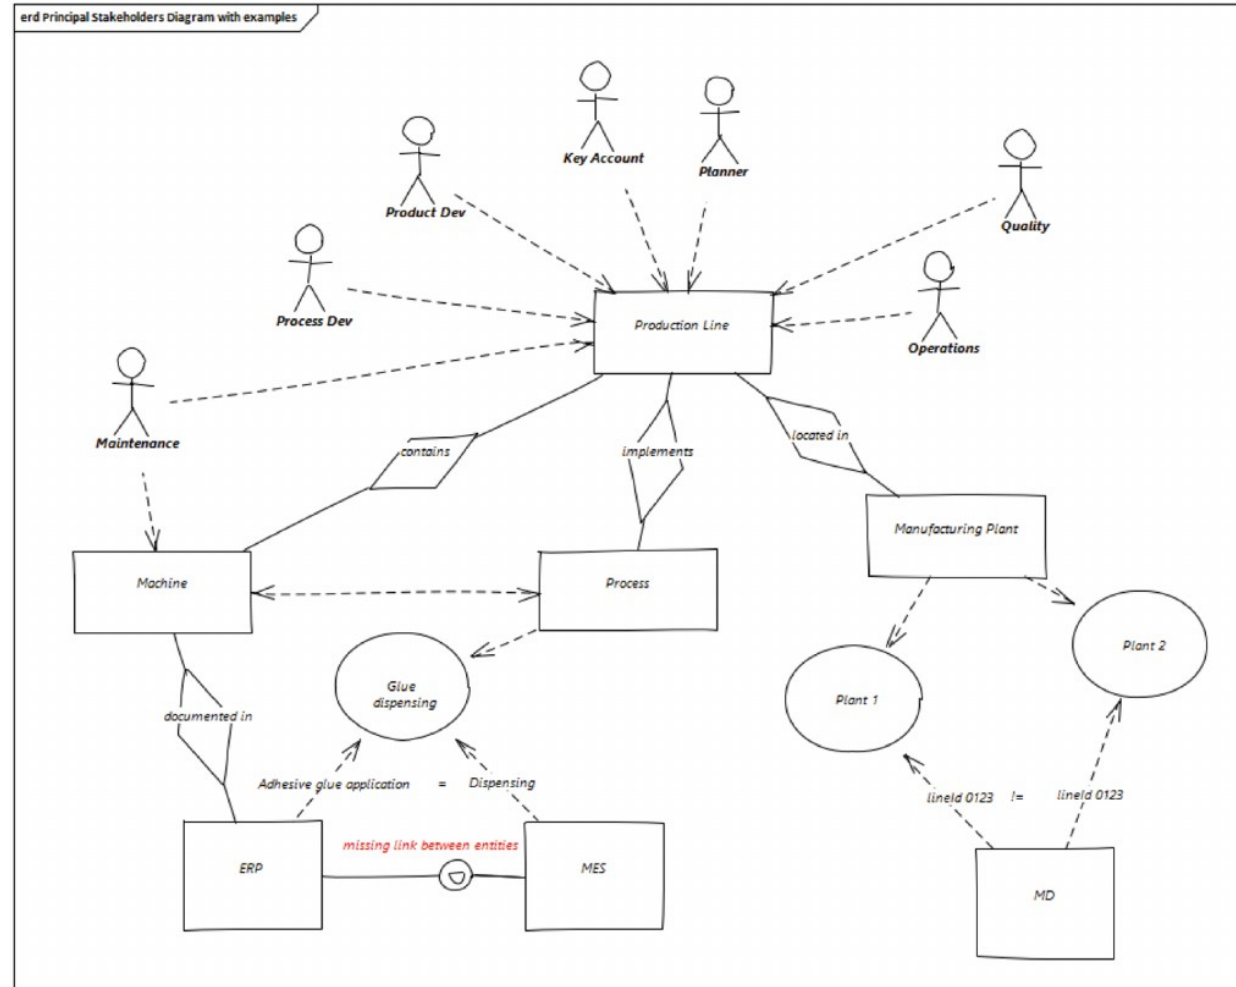 erd Principal Stakeholders Diagram with examples
Key Account
Planner
Product Dev
Quality
Process Dev
Production Line
Operations
Maintenance
contains
implements
located in
Manufacturing Plant
Machine
Process
Plant 2
Glue
dispensing
Plant 1
documented in
Adhesive glue application = Dispensing
lineId 0123 != lineId 0123
missing link between entities
ERP
MES
MD